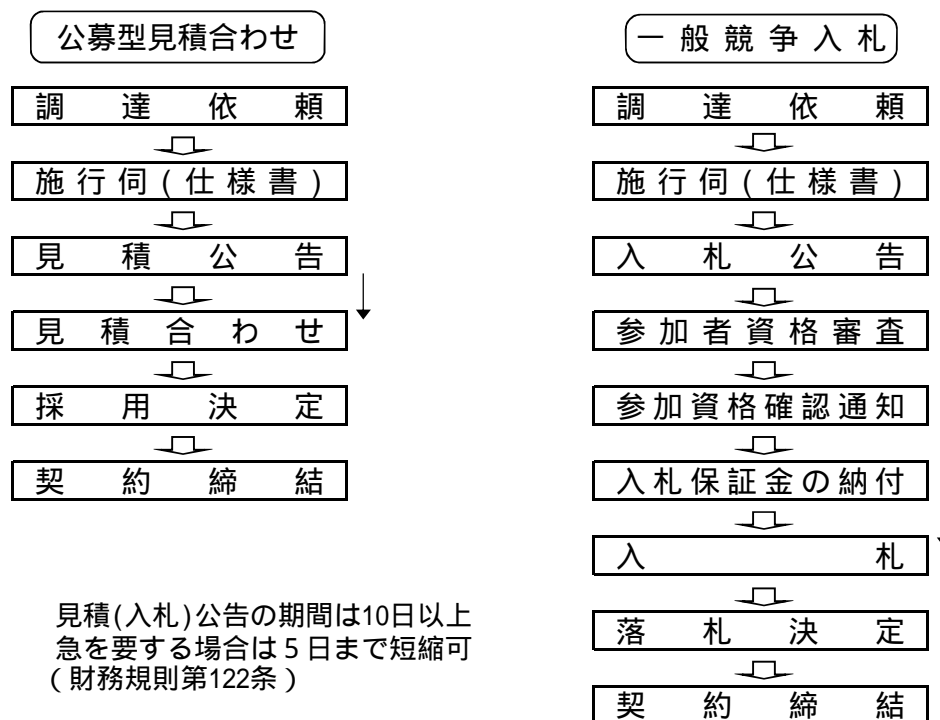 公募型見積合わせ
調達依頼
施行伺(仕様書)
見積公告
見積合わせ
採用決定
契約締結
見積(入札)公告の期間は10日以上
急を要する場合は５日まで短縮可
(財務規則第122条)
一般競争入札
調達依頼
施行伺(仕様書)
入札公告
参加者資格審査
参加資格確認通知
入札保証金の納付
入札
落札決定
契約締結